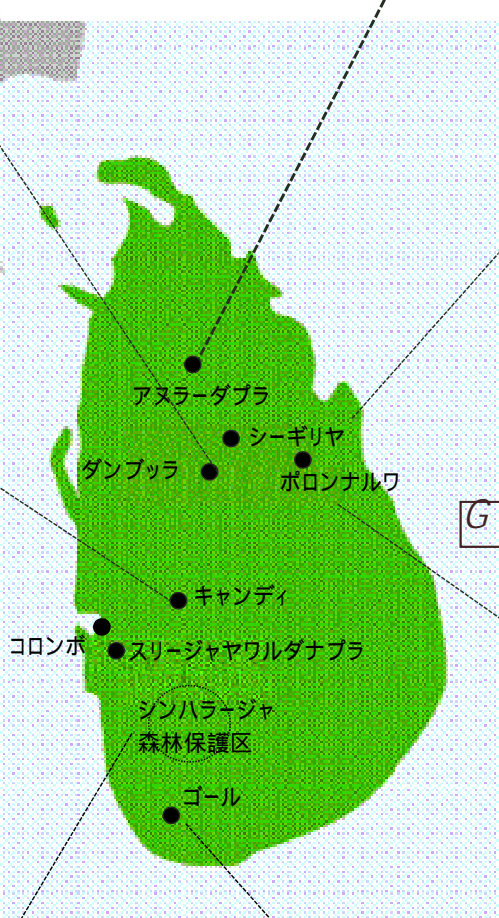 アヌラーダプラ
シーギリヤ
ダンブッラ
ポロンナルワ
G
キャンディ
コロンボ
スリージャヤワルダナプラ
シンハラージャ
森林保護区
ゴール